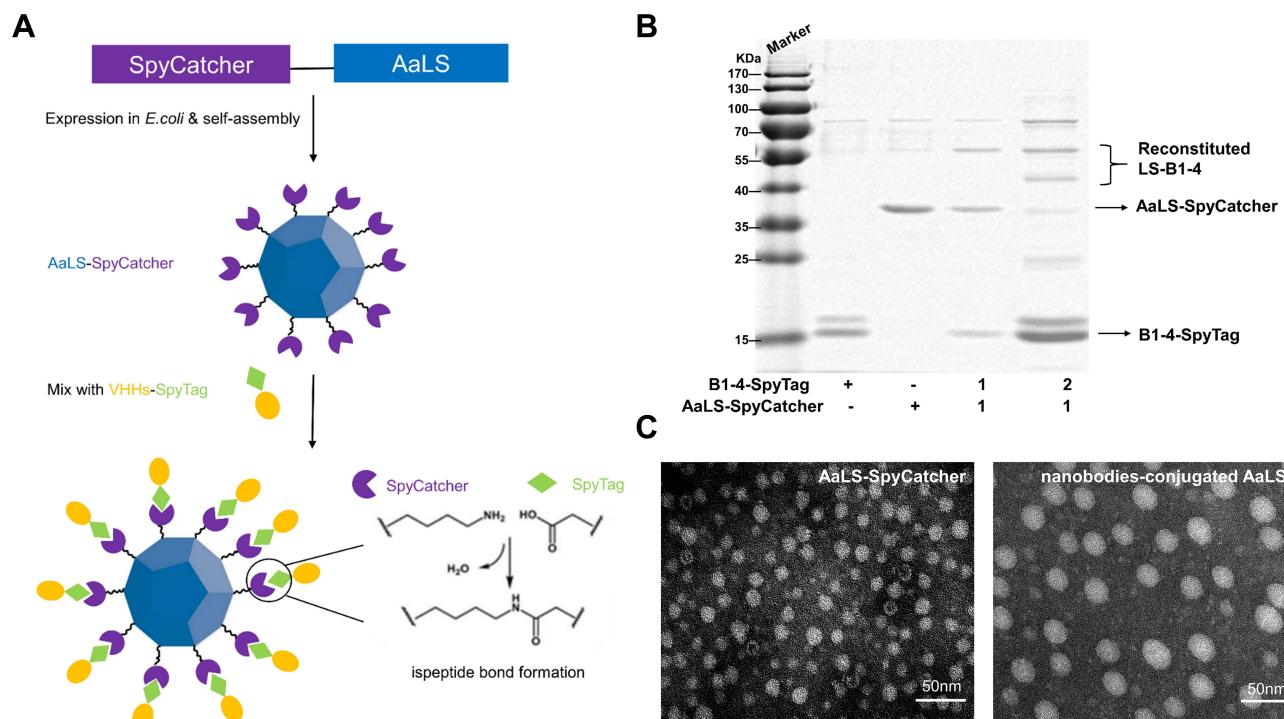 A
SpyCatcher
AaLS
Expression in E.coli & self-assembly
AaLS-SpyCatcher
Mix with VHHs-SpyTag
SpyCatcher
SpyTag
NH2
HO
O
H2O
H
N
O
ispeptide bond formation
B
Marker
KDa
170
130
100
70
55
40
35
25
15
Reconstituted
LS-B1-4
AaLS-SpyCatcher
B1-4-SpyTag
B1-4-SpyTag + - 1 2
AaLS-SpyCatcher - + 1 1
C
AaLS-SpyCatcher
50nm
nanobodies-conjugated AaLS
50nm